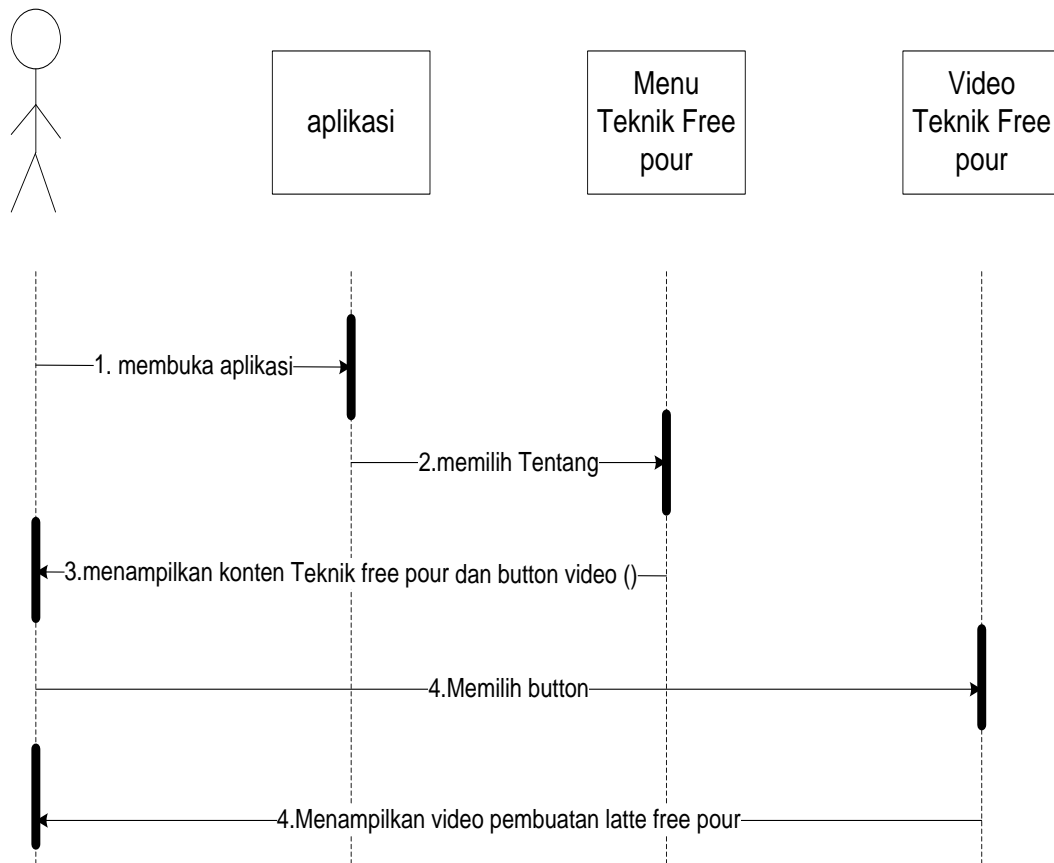 aplikasi
Menu
Teknik Free
pour
Video
Teknik Free
pour
1. membuka aplikasi
2.memilih Tentang
3.menampilkan konten Teknik free pour dan button video ()
4.Memilih button
4.Menampilkan video pembuatan latte free pour